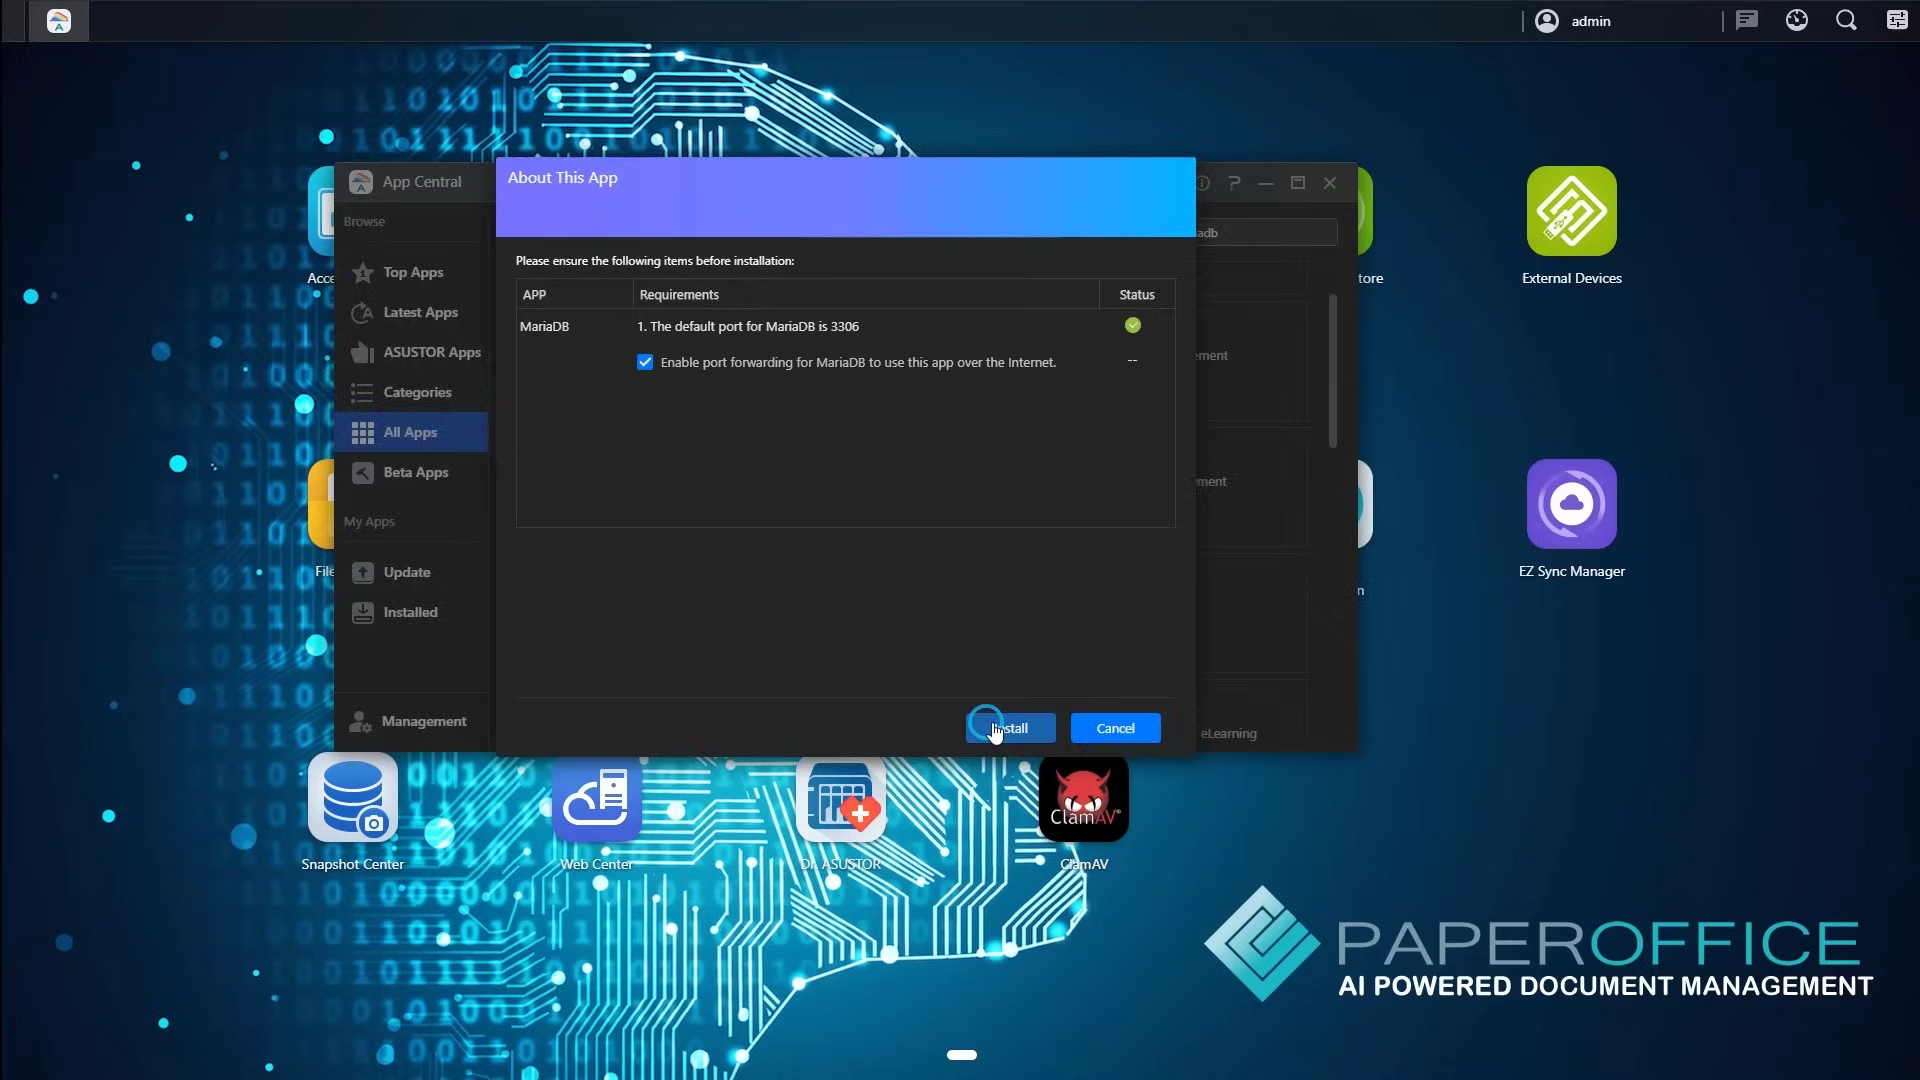 admin
App Central
Browse
Top Apps
Latest Apps
ASUSTOR Apps
Categories
All Apps
Beta Apps
My Apps
Update
Installed
Management
About This App
Please ensure the following items before installation:
APP Requirements Status
MariaDB 1. The default port for MariaDB is 3306
Enable port forwarding for MariaDB to use this app over the Internet. --
Install Cancel
adb
ement
ment
eLearning
Acce
tore
External Devices
File
n
EZ Sync Manager
Snapshot Center
Web Center
Dr. ASUSTOR
ClamAV
ClamAV
PAPEROFFICE
AI POWERED DOCUMENT MANAGEMENT